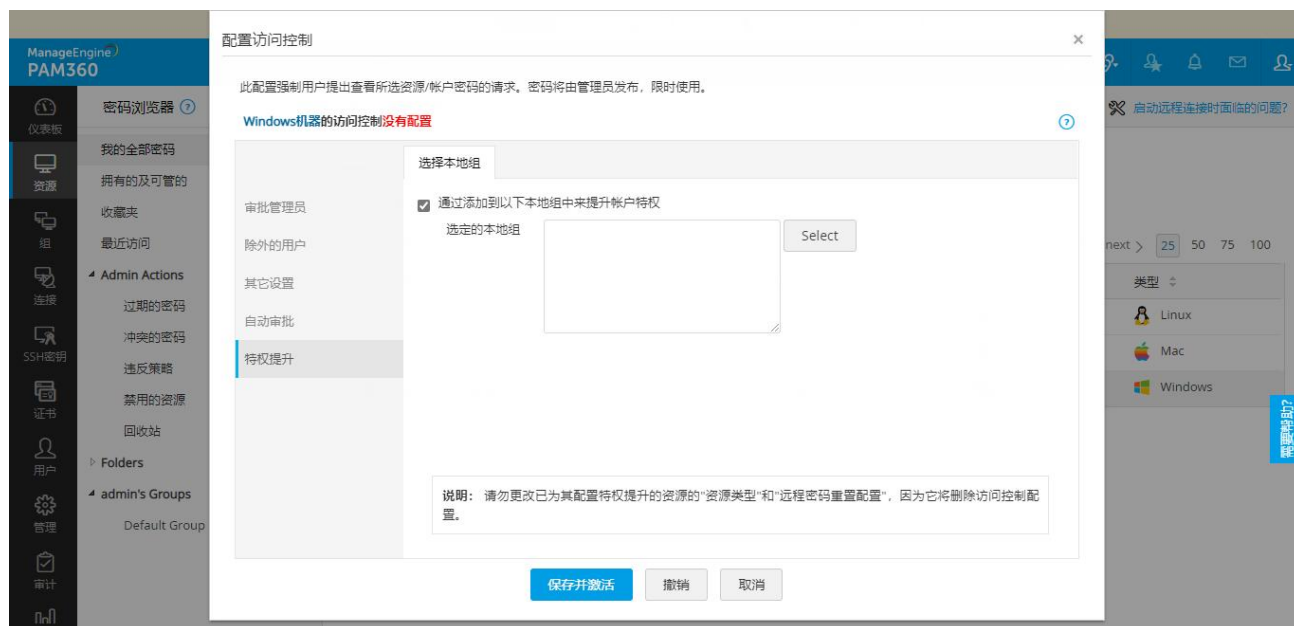 配置访问控制
×
ManageEngine
PAM360
此配置强制用户提出查看所选资源/帐户密码的请求。密码将由管理员发布，限时使用。
密码浏览器
启动远程连接时面临的问题?
仪表板
Windows机器的访问控制没有配置
我的全部密码
选择本地组
资源
拥有的及可管的
收藏夹
审批管理员
通过添加到以下本地组中来提升帐户特权
选定的本地组
Select
组
最近访问
除外的用户
next > 25 50 75 100
Admin Actions
其它设置
类型
连接
过期的密码
自动审批
Linux
冲突的密码
SSH密钥
特权提升
Mac
违反策略
Windows
禁用的资源
证书
需要帮助?
回收站
用户
Folders
admin's Groups
说明： 请勿更改已为其配置特权提升的资源的"资源类型"和"远程密码重置配置"，因为它将删除访问控制配
置。
管理
Default Group
审计
保存并激活
撤销
取消